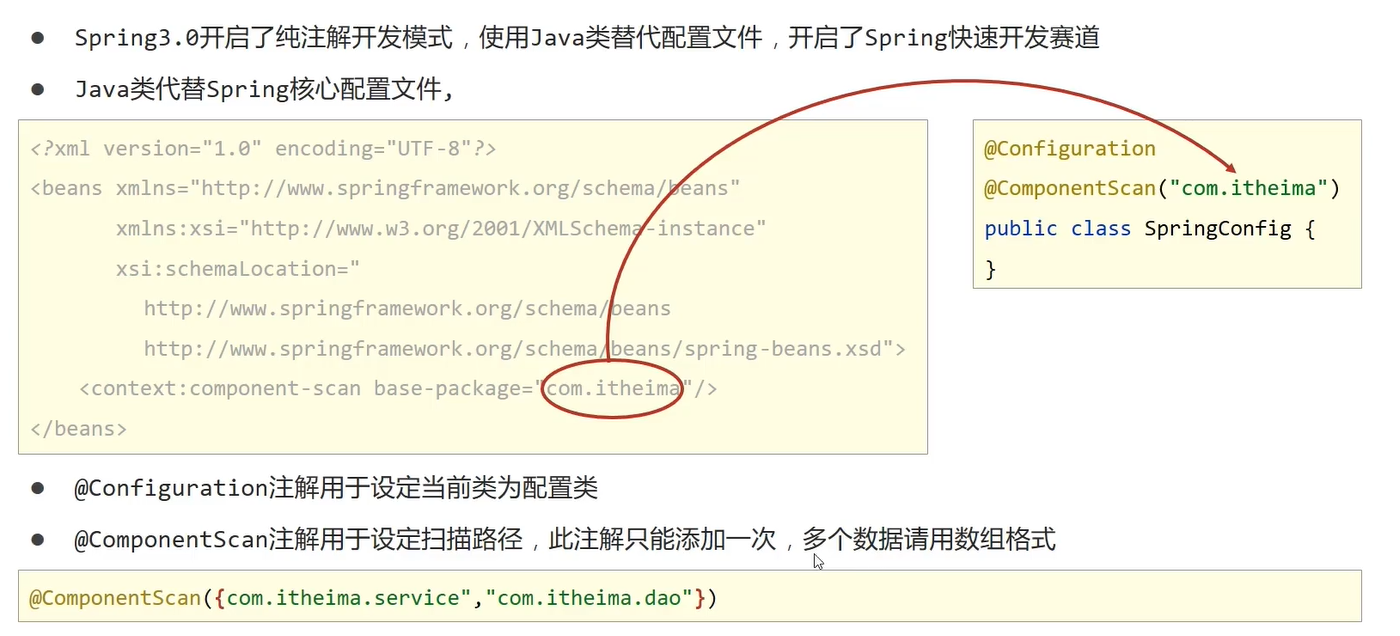 ● Spring3.0开启了纯注解开发模式，使用Java类替代配置文件，开启了Spring快速开发赛道
● Java类代替Spring核心配置文件,
<?xml version="1.0" encoding="UTF-8"?>
<beans xmlns="http://www.springframework.org/schema/beans"
xmlns:xsi="http://www.w3.org/2001/XMLSchema-instance"
xsi:schemaLocation="
http://www.springframework.org/schema/beans
http://www.springframework.org/schema/beans/spring-beans.xsd">
<context:component-scan base-package="com.itheima"/>
</beans>
@Configuration
@ComponentScan("com.itheima")
public class SpringConfig {
}
● @Configuration注解用于设定当前类为配置类
● @ComponentScan注解用于设定扫描路径，此注解只能添加一次，多个数据请用数组格式
@ComponentScan({com.itheima.service","com.itheima.dao"})